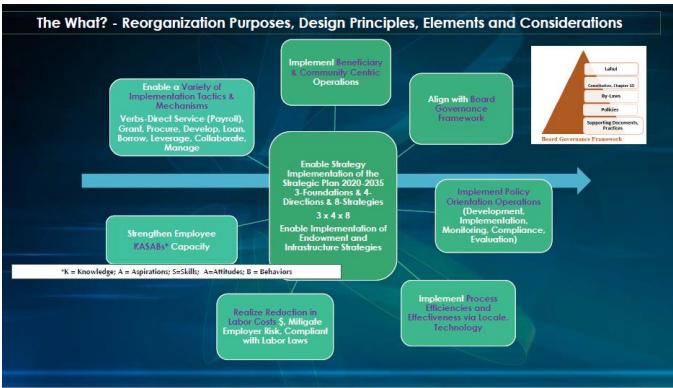 The What? - Reorganization Purposes, Design Principles, Elements and Considerations
Implement Beneficiary
& Community Centric
Operations
Enable a Variety of
Implementation Tactics &
Mechanisms
Verbs-Direct Service (Payroll),
Grant, Procure, Develop, Loan,
Borrow, Leverage, Collaborate,
Manage
Align with Board
Governance
Framework
Lahui
Constitution, Chapter 10
By-Laws
Policies
Supporting Documents,
Practices
Board Governance Framework
Enable Strategy
Implementation of the
Strategic Plan 2020-2035
3-Foundations & 4-
Directions & 8-Strategies
3 x 4 x 8
Enable Implementation of
Endowment and
Infrastructure Strategies
Implement Policy
Orientation Operations
(Development,
Implementation,
Monitoring, Compliance,
Evaluation)
Strengthen Employee
KASABs* Capacity
*K = Knowledge; A = Aspirations; S=Skills; A=Attitudes; B = Behaviors
Realize Reduction in
Labor Costs $, Mitigate
Employer Risk, Compliant
with Labor Laws
Implement Process
Efficiencies and
Effectiveness via Locale,
Technology